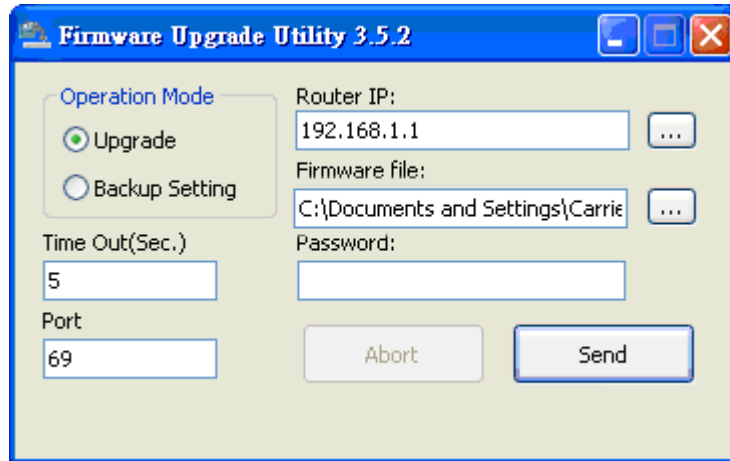 Firmware Upgrade Utility 3.5.2
Operation Mode
Upgrade
Backup Setting
Time Out(Sec.)
5
Port
69
Router IP:
192.168.1.1
...
Firmware file:
C:\Documents and Settings\Carrie
...
Password:
Abort
Send